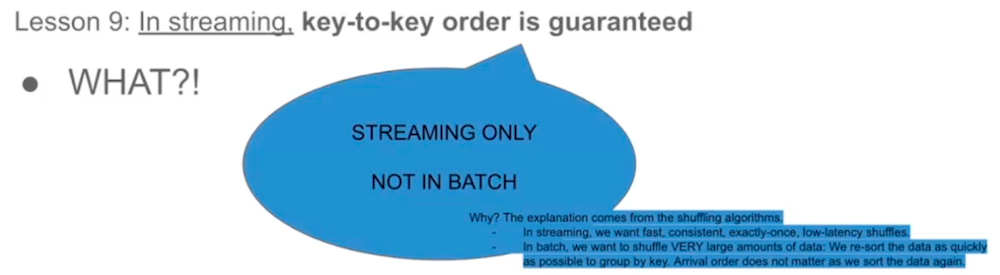 Lesson 9: In streaming, key-to-key order is guaranteed
● WHAT?!
STREAMING ONLY
NOT IN BATCH
Why? The explanation comes from the shuffling algorithms.
- In streaming, we want fast, consistent, exactly-once, low-latency shuffles.
- In batch, we want to shuffle VERY large amounts of data: We re-sort the data as quickly
as possible to group by key. Arrival order does not matter as we sort the data again.